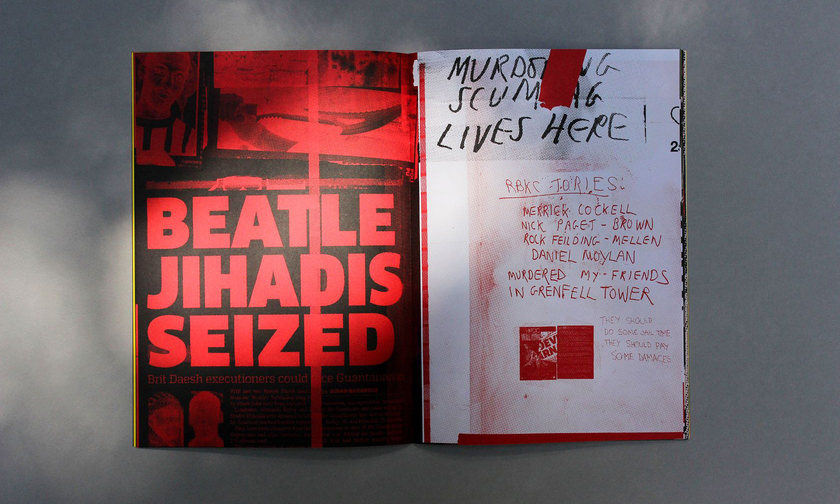 BEATLE
JIHADIS
SEIZED
Brit Daesh executioners could Guantanamo
MURD
SCUM
LIVES HERE
RBKC TORIES:
MERRICK COCKELL
NICK PAGET-BROWN
ROCK FEILDING-MELLEN
DANIEL MOYLAN
MURDERED MY FRIENDS
IN GRENFELL TOWER
THEY SHOULD
DO SOME JAIL TIME
THEY SHOULD PAY
SOME DAMAGES